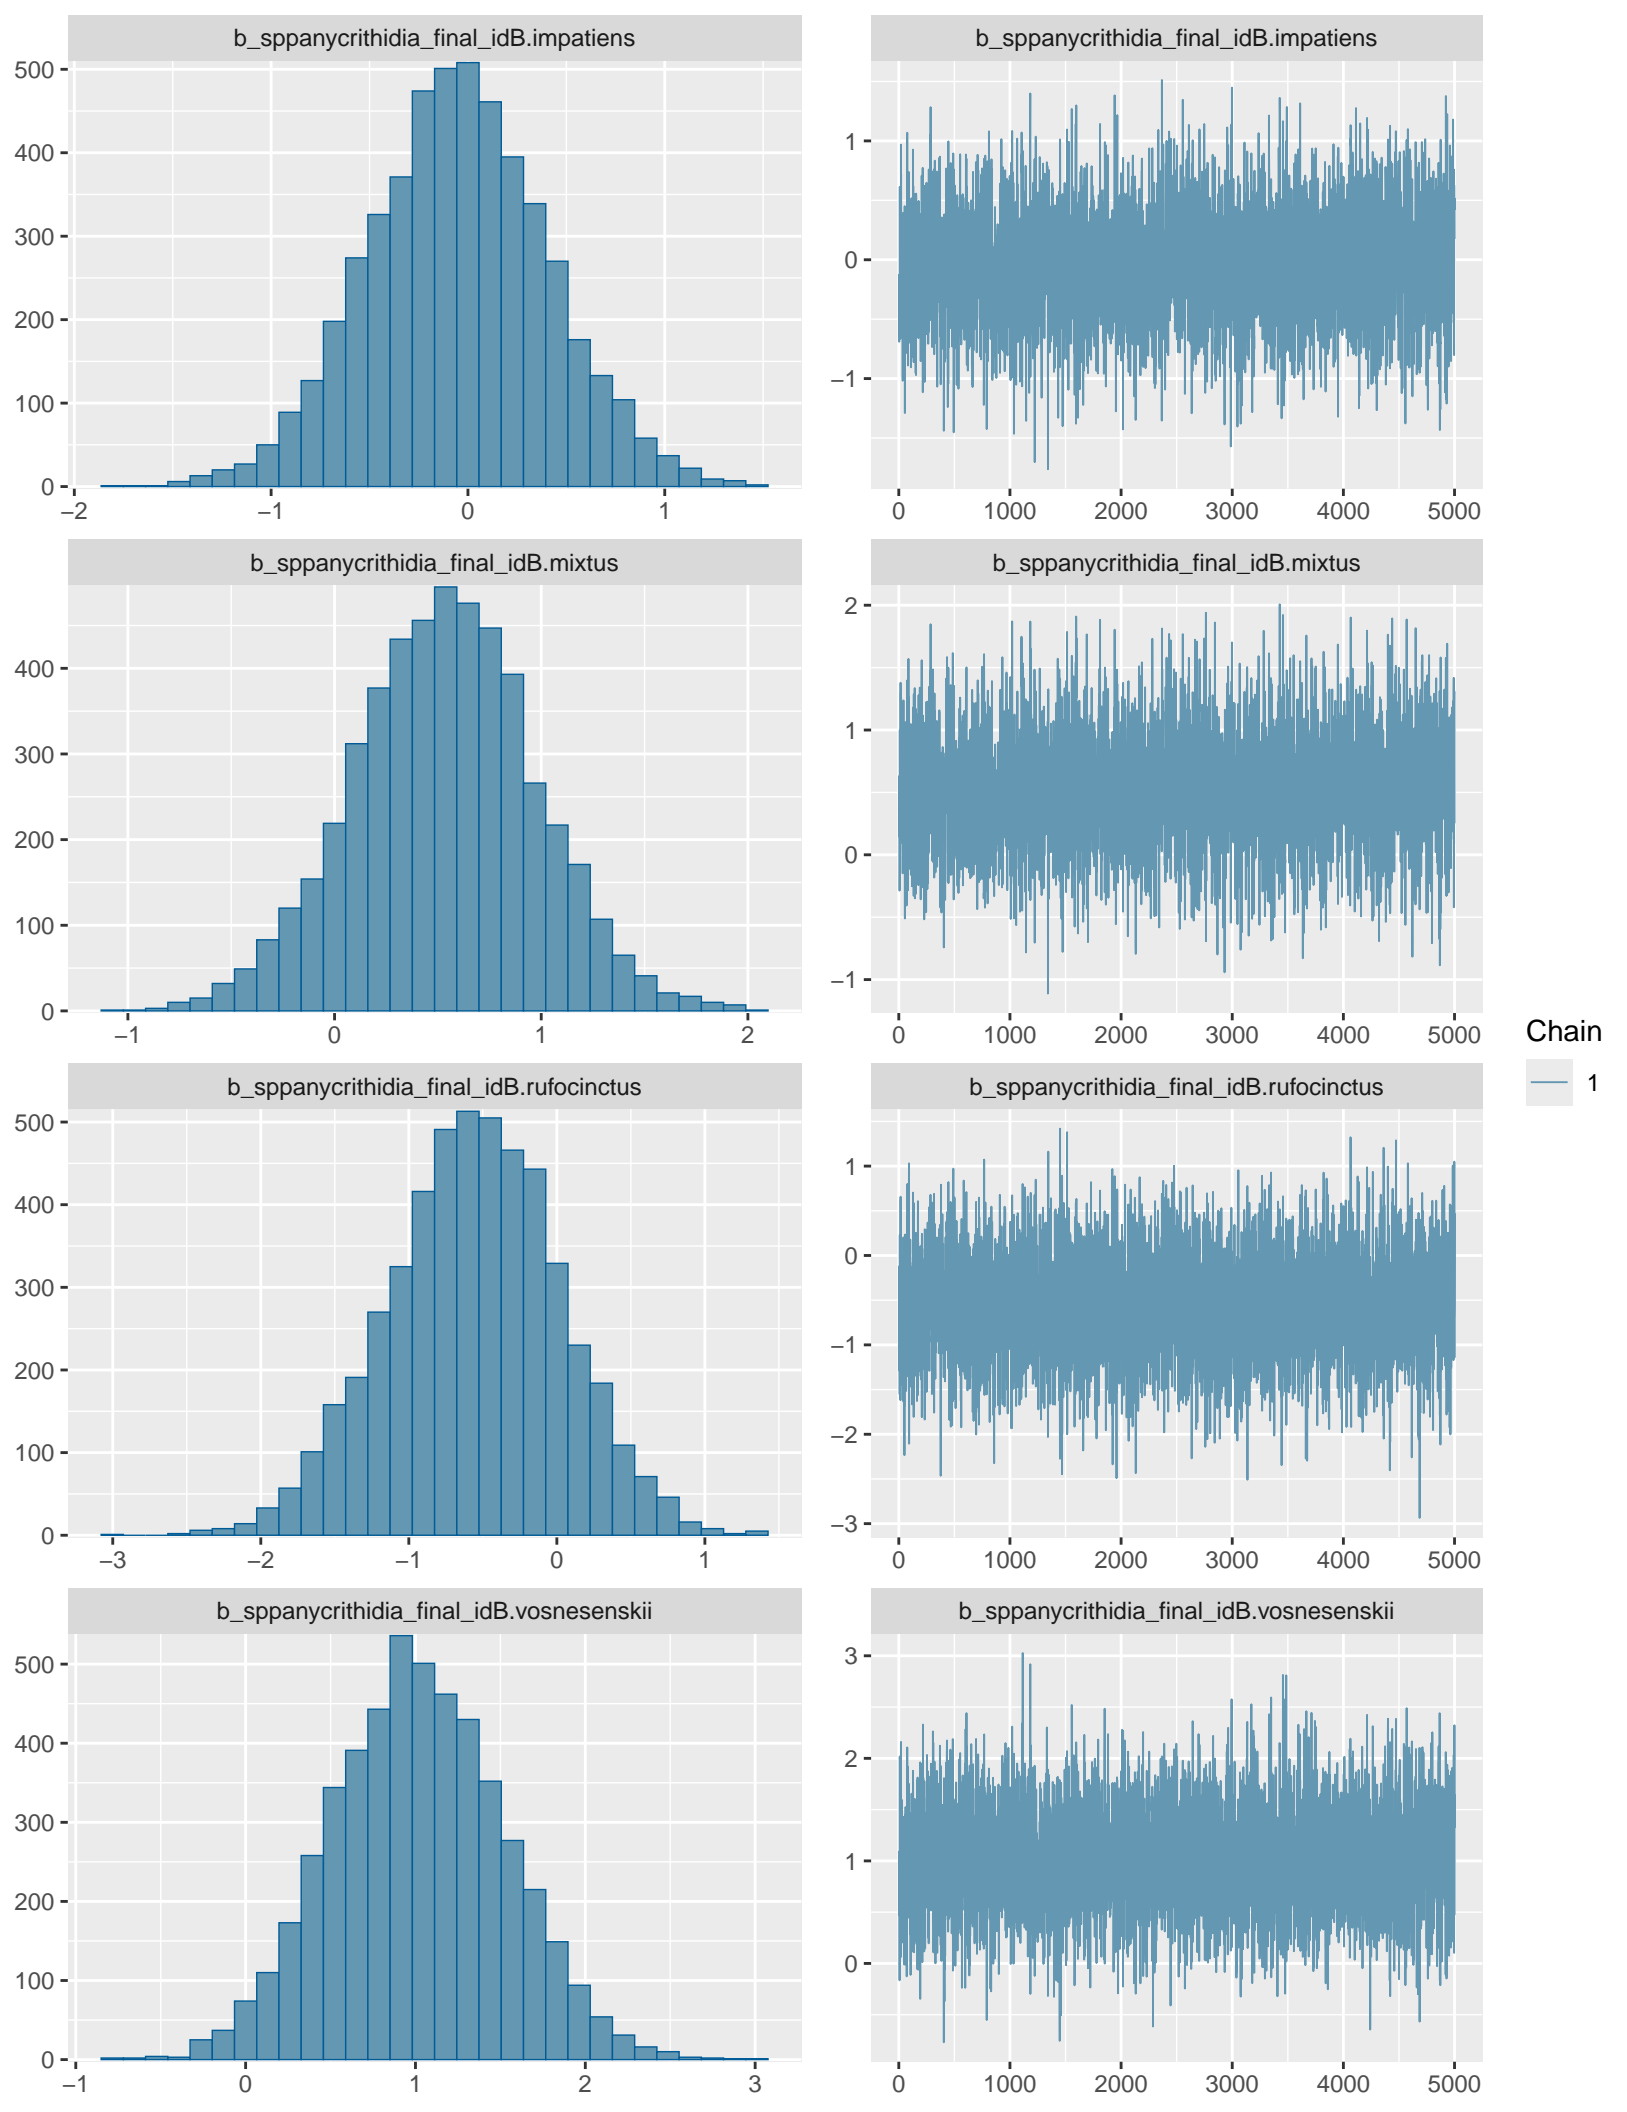 b_sppanycrithidia_final_idB.impatiens
b_sppanycrithidia_final_idB.impatiens
500
400
300
200
100
0
−2 −1 0 1
1
0
−1
0 1000 2000 3000 4000 5000
b_sppanycrithidia_final_idB.mixtus
b_sppanycrithidia_final_idB.mixtus
400
300
200
100
0
−1 0 1 2
2
1
0
−1
0 1000 2000 3000 4000 5000
b_sppanycrithidia_final_idB.rufocinctus
b_sppanycrithidia_final_idB.rufocinctus
500
400
300
200
100
0
−3 −2 −1 0 1
1
0
−1
−2
−3
0 1000 2000 3000 4000 5000
b_sppanycrithidia_final_idB.vosnesenskii
b_sppanycrithidia_final_idB.vosnesenskii
500
400
300
200
100
0
−1 0 1 2 3
3
2
1
0
0 1000 2000 3000 4000 5000
Chain
1